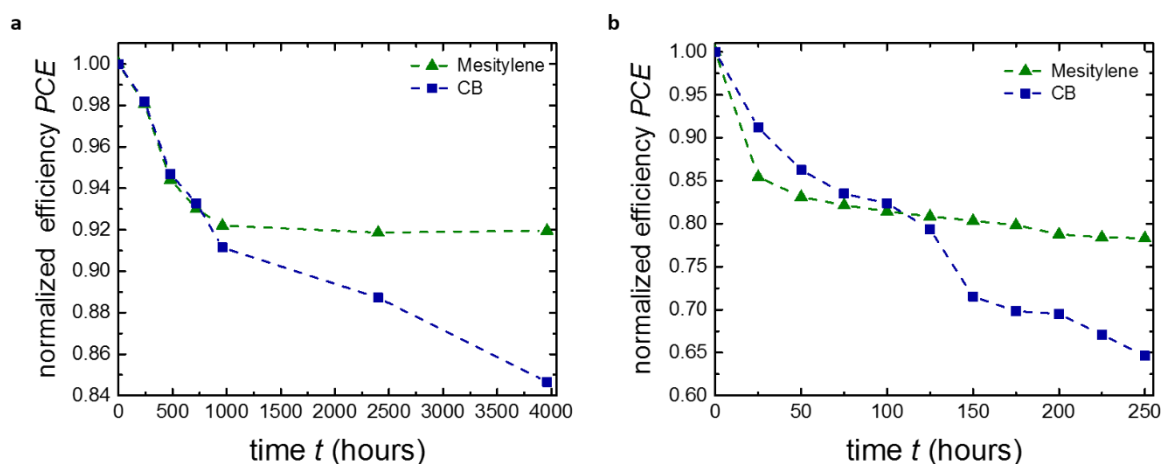 a
normalized efficiency PCE
1.00
0.98
0.96
0.94
0.92
0.90
0.88
0.86
0.84
Mesitylene
CB
0 500 1000 1500 2000 2500 3000 3500 4000
time t (hours)
b
normalized efficiency PCE
1.00
0.95
0.90
0.85
0.80
0.75
0.70
0.65
0.60
Mesitylene
CB
0 50 100 150 200 250
time t (hours)